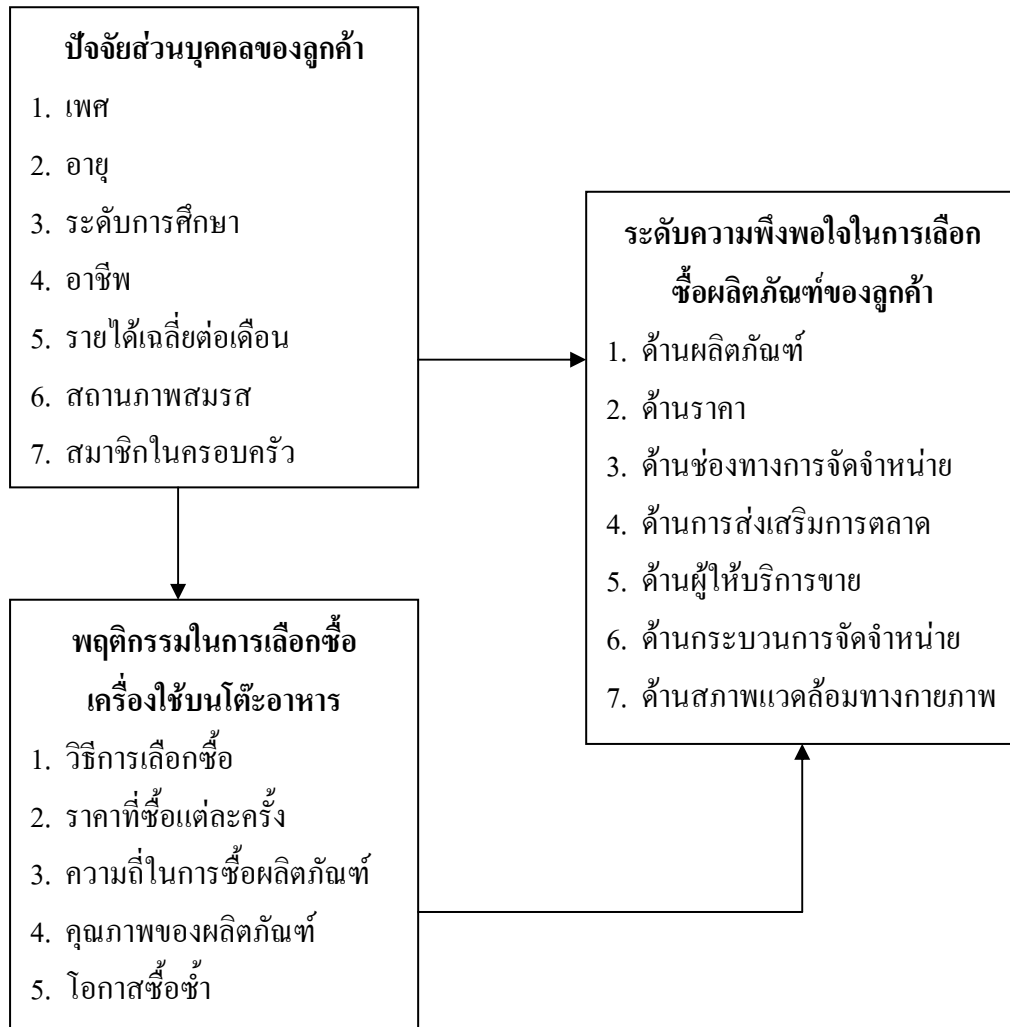 ปัจจัยส่วนบุคคลของลูกค้า
1. เพศ
2. อายุ
3. ระดับการศึกษา
4. อาชีพ
5. รายได้เฉลี่ยต่อเดือน
6. สถานภาพสมรส
7. สมาชิกในครอบครัว
ระดับความพึงพอใจในการเลือก
ซื้อผลิตภัณฑ์ของลูกค้า
1. ด้านผลิตภัณฑ์
2. ด้านราคา
3. ด้านช่องทางการจัดจำหน่าย
4. ด้านการส่งเสริมการตลาด
5. ด้านผู้ให้บริการขาย
6. ด้านกระบวนการจัดจำหน่าย
7. ด้านสภาพแวดล้อมทางกายภาพ
พฤติกรรมในการเลือกซื้อ
เครื่องใช้บนโต๊ะอาหาร
1. วิธีการเลือกซื้อ
2. ราคาที่ซื้อแต่ละครั้ง
3. ความถี่ในการซื้อผลิตภัณฑ์
4. คุณภาพของผลิตภัณฑ์
5. โอกาสซื้อซ้ำ